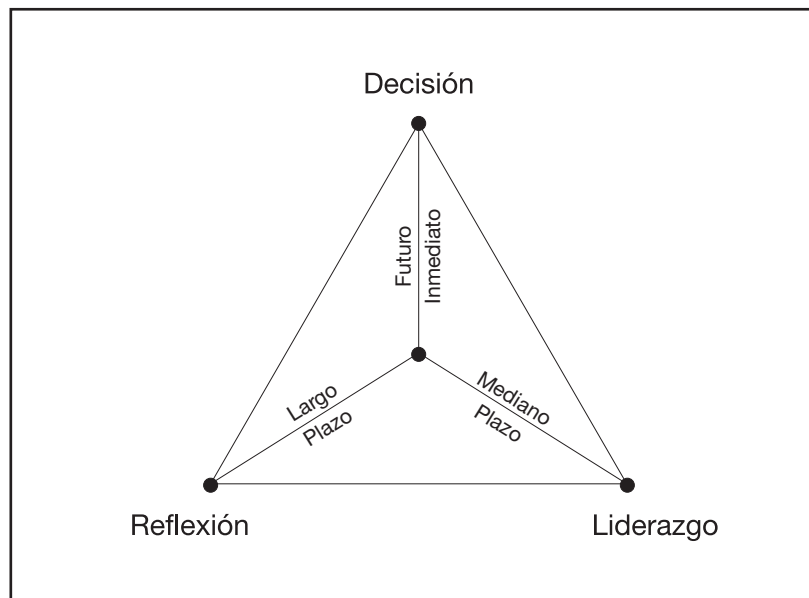 Decisión
Futuro
Inmediato
Largo
Plazo
Mediano
Plazo
Reflexión
Liderazgo